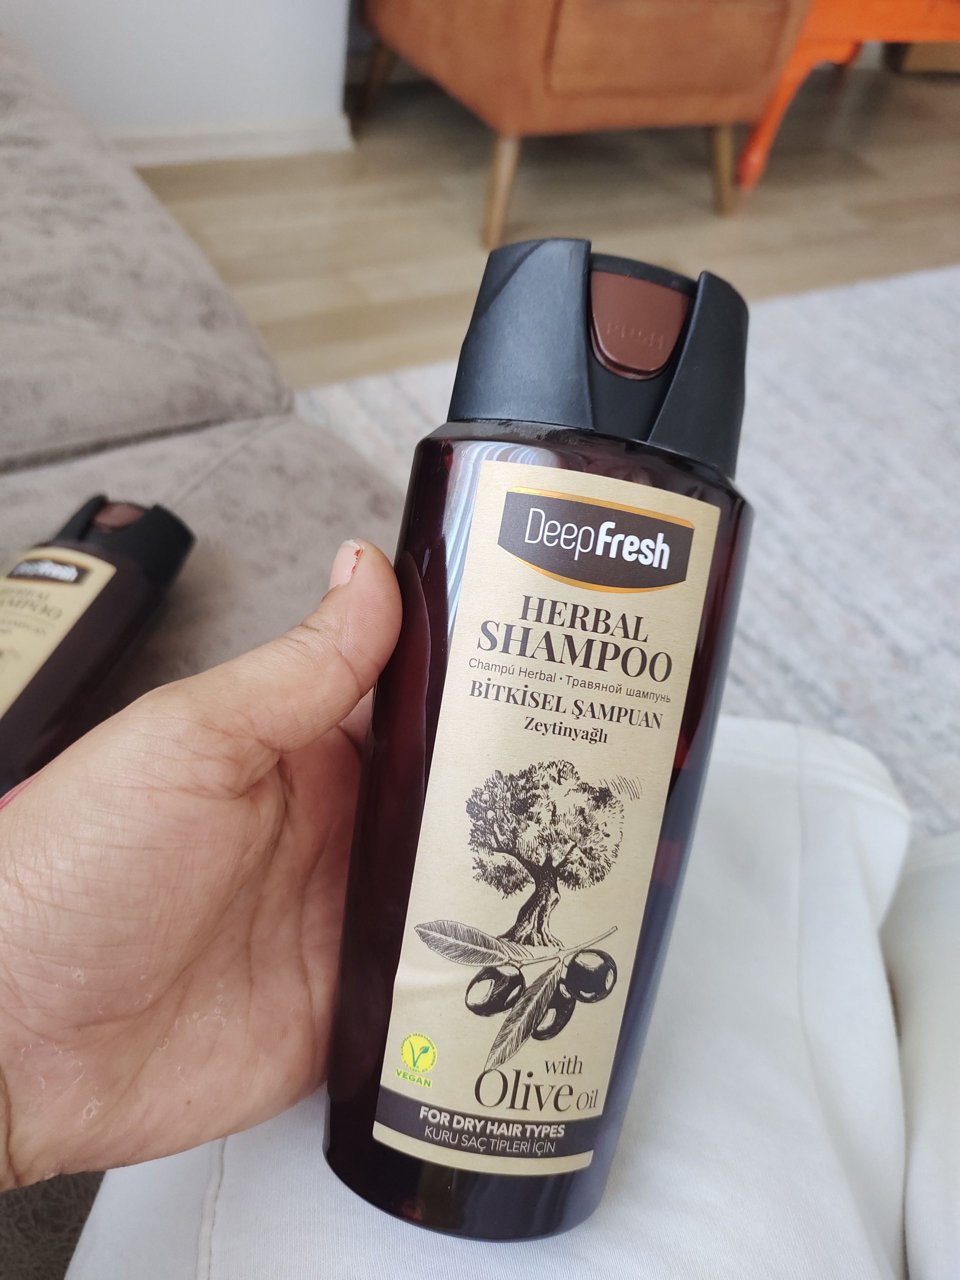 PUSH
DeepFresh
HERBAL
SHAMPOO
Champú Herbal • Травяной шампунь
BİTKİSEL ŞAMPUAN
Zeytinyağlı
with
Olive Oil
VEGAN
FOR DRY HAIR TYPES
KURU SAÇ TİPLERİ İÇİN
DeepFresh
HERBAL